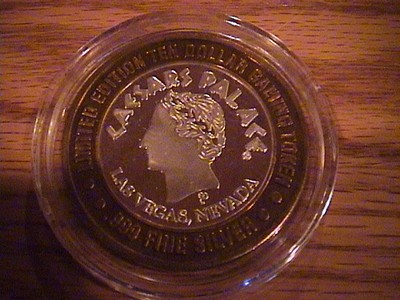 LIMITED EDITION TEN DOLLAR GAMING TOKEN
CAESARS PALACE
LAS VEGAS, NEVADA
.999 FINE SILVER